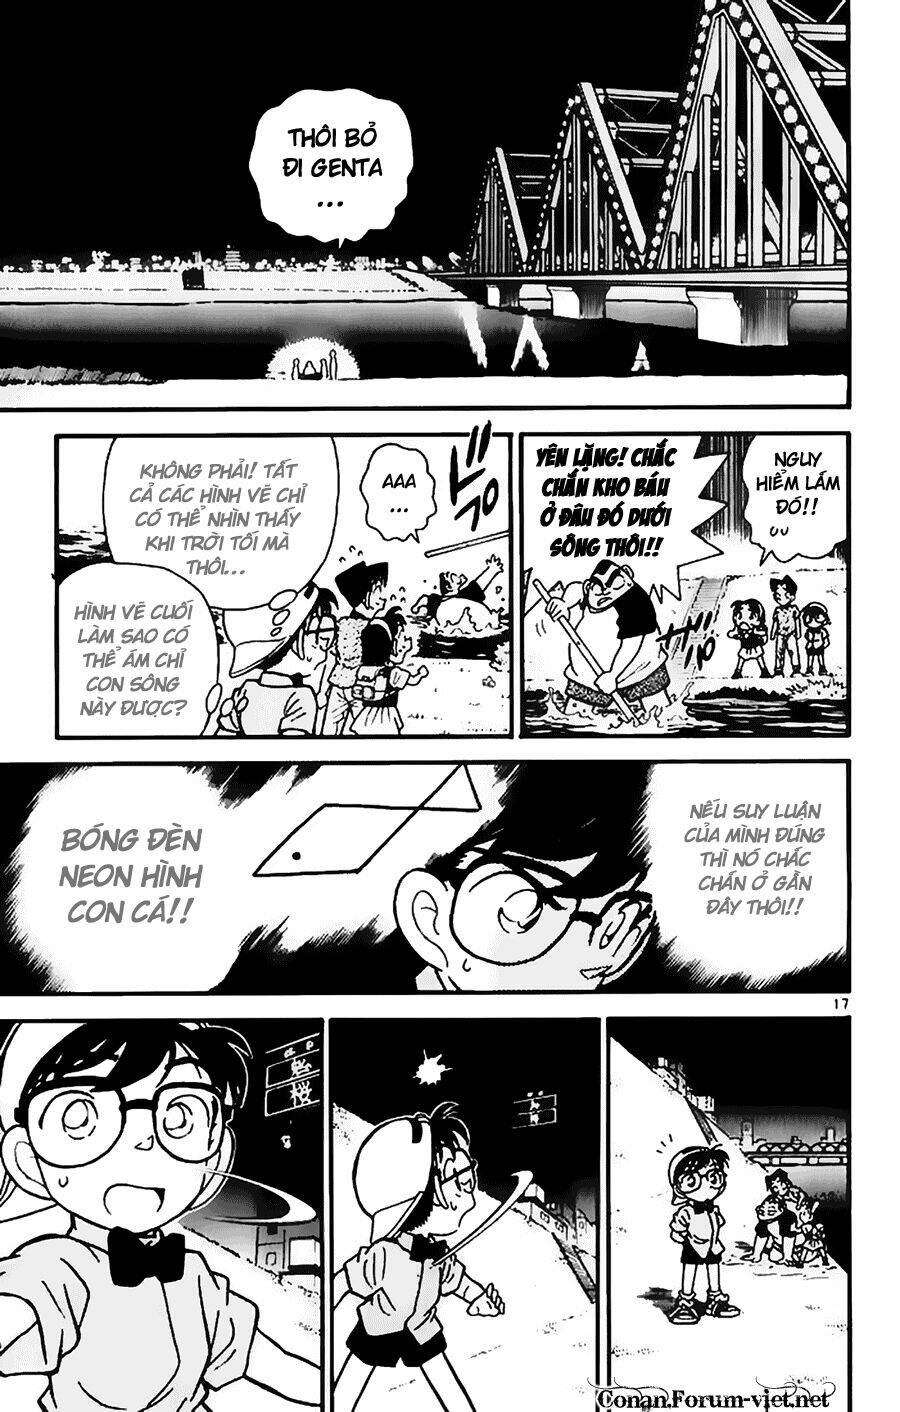 THÔI BỎ
ĐI GENTA
...
NGUY
HIỂM LẮM
ĐÓ!!
YÊN LẶNG! CHẮC
CHẮN KHO BÁU
Ở ĐÂU ĐÓ DƯỚI
SÔNG THÔI!!
AAA
...
KHÔNG PHẢI! TẤT
CẢ CÁC HÌNH VẼ CHỈ
CÓ THỂ NHÌN THẤY
KHI TRỜI TỐI MÀ
THÔI...
HÌNH VẼ CUỐI
LÀM SAO CÓ
THỂ ÁM CHỈ
CON SÔNG
NÀY ĐƯỢC?
NẾU SUY LUẬN
CỦA MÌNH ĐÚNG
THÌ NÓ CHẮC
CHẮN Ở GẦN
ĐÂY THÔI!!
BÓNG ĐÈN
NEON HÌNH
CON CÁ!!
17
Conan.Forum-viet.net